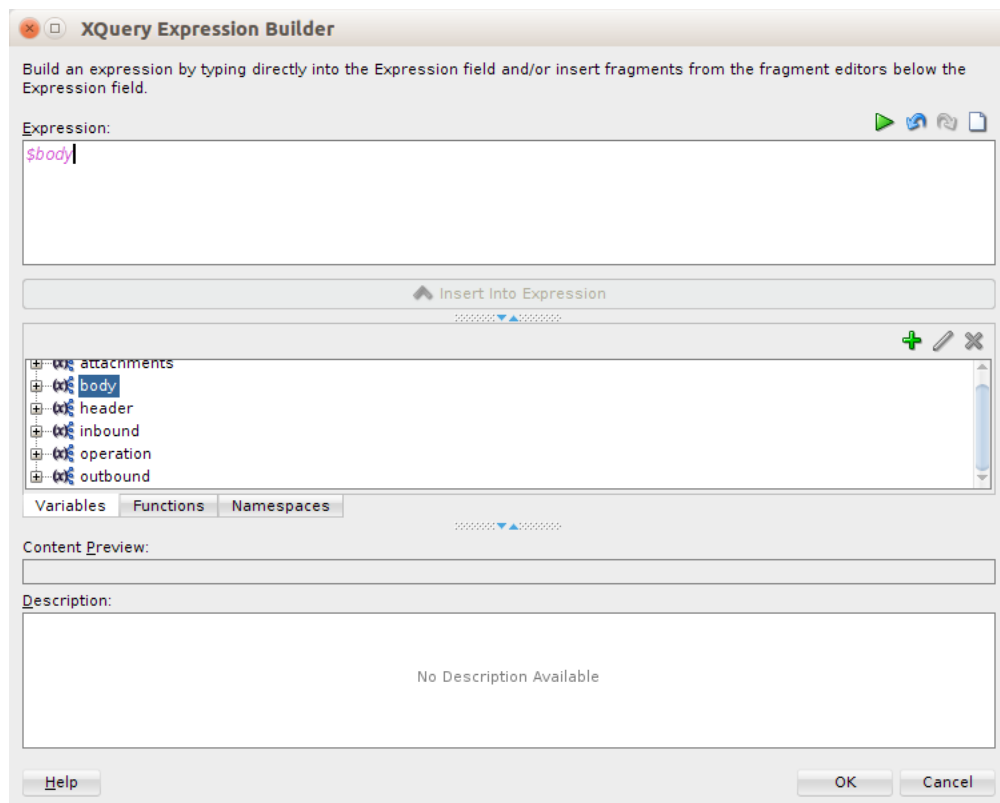 XQuery Expression Builder
Build an expression by typing directly into the Expression field and/or insert fragments from the fragment editors below the
Expression field.
Expression:
$body
Insert Into Expression
attachments
body
header
inbound
operation
outbound
Variables Functions Namespaces
Content Preview:
Description:
No Description Available
Help OK Cancel